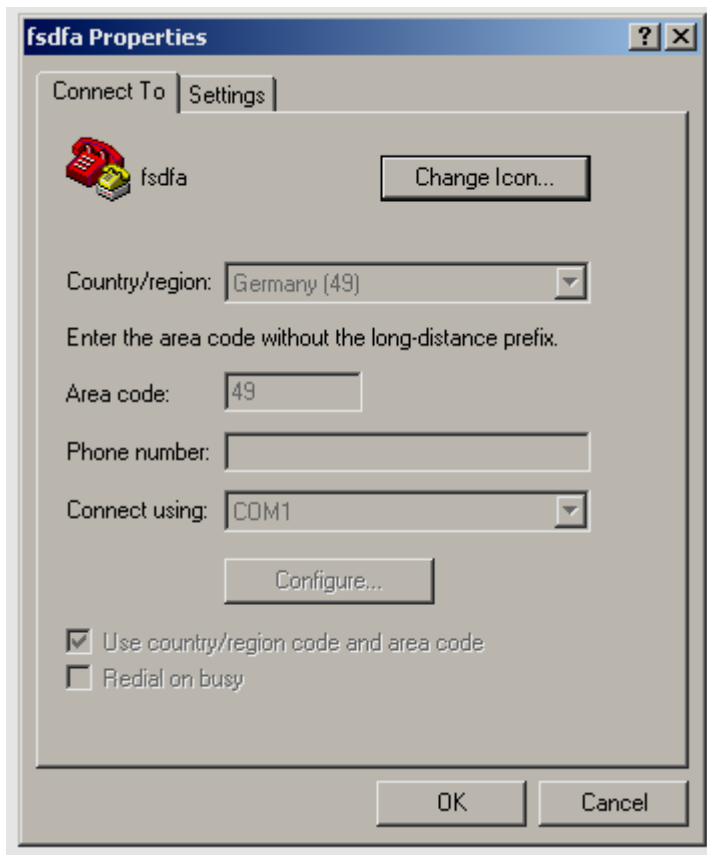 fsdfa Properties
Connect To Settings
fsdfa Change Icon...
Country/region: Germany (49)
Enter the area code without the long-distance prefix.
Area code: 49
Phone number:
Connect using: COM1
Configure...
Use country/region code and area code
Redial on busy
OK Cancel